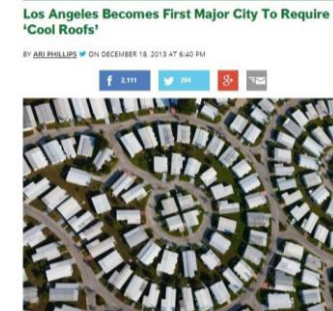 Los Angeles Becomes First Major City To Require
‘Cool Roofs’
BY ARI PHILLIPS ON DECEMBER 18, 2013 AT 6:40 PM
2,111
294